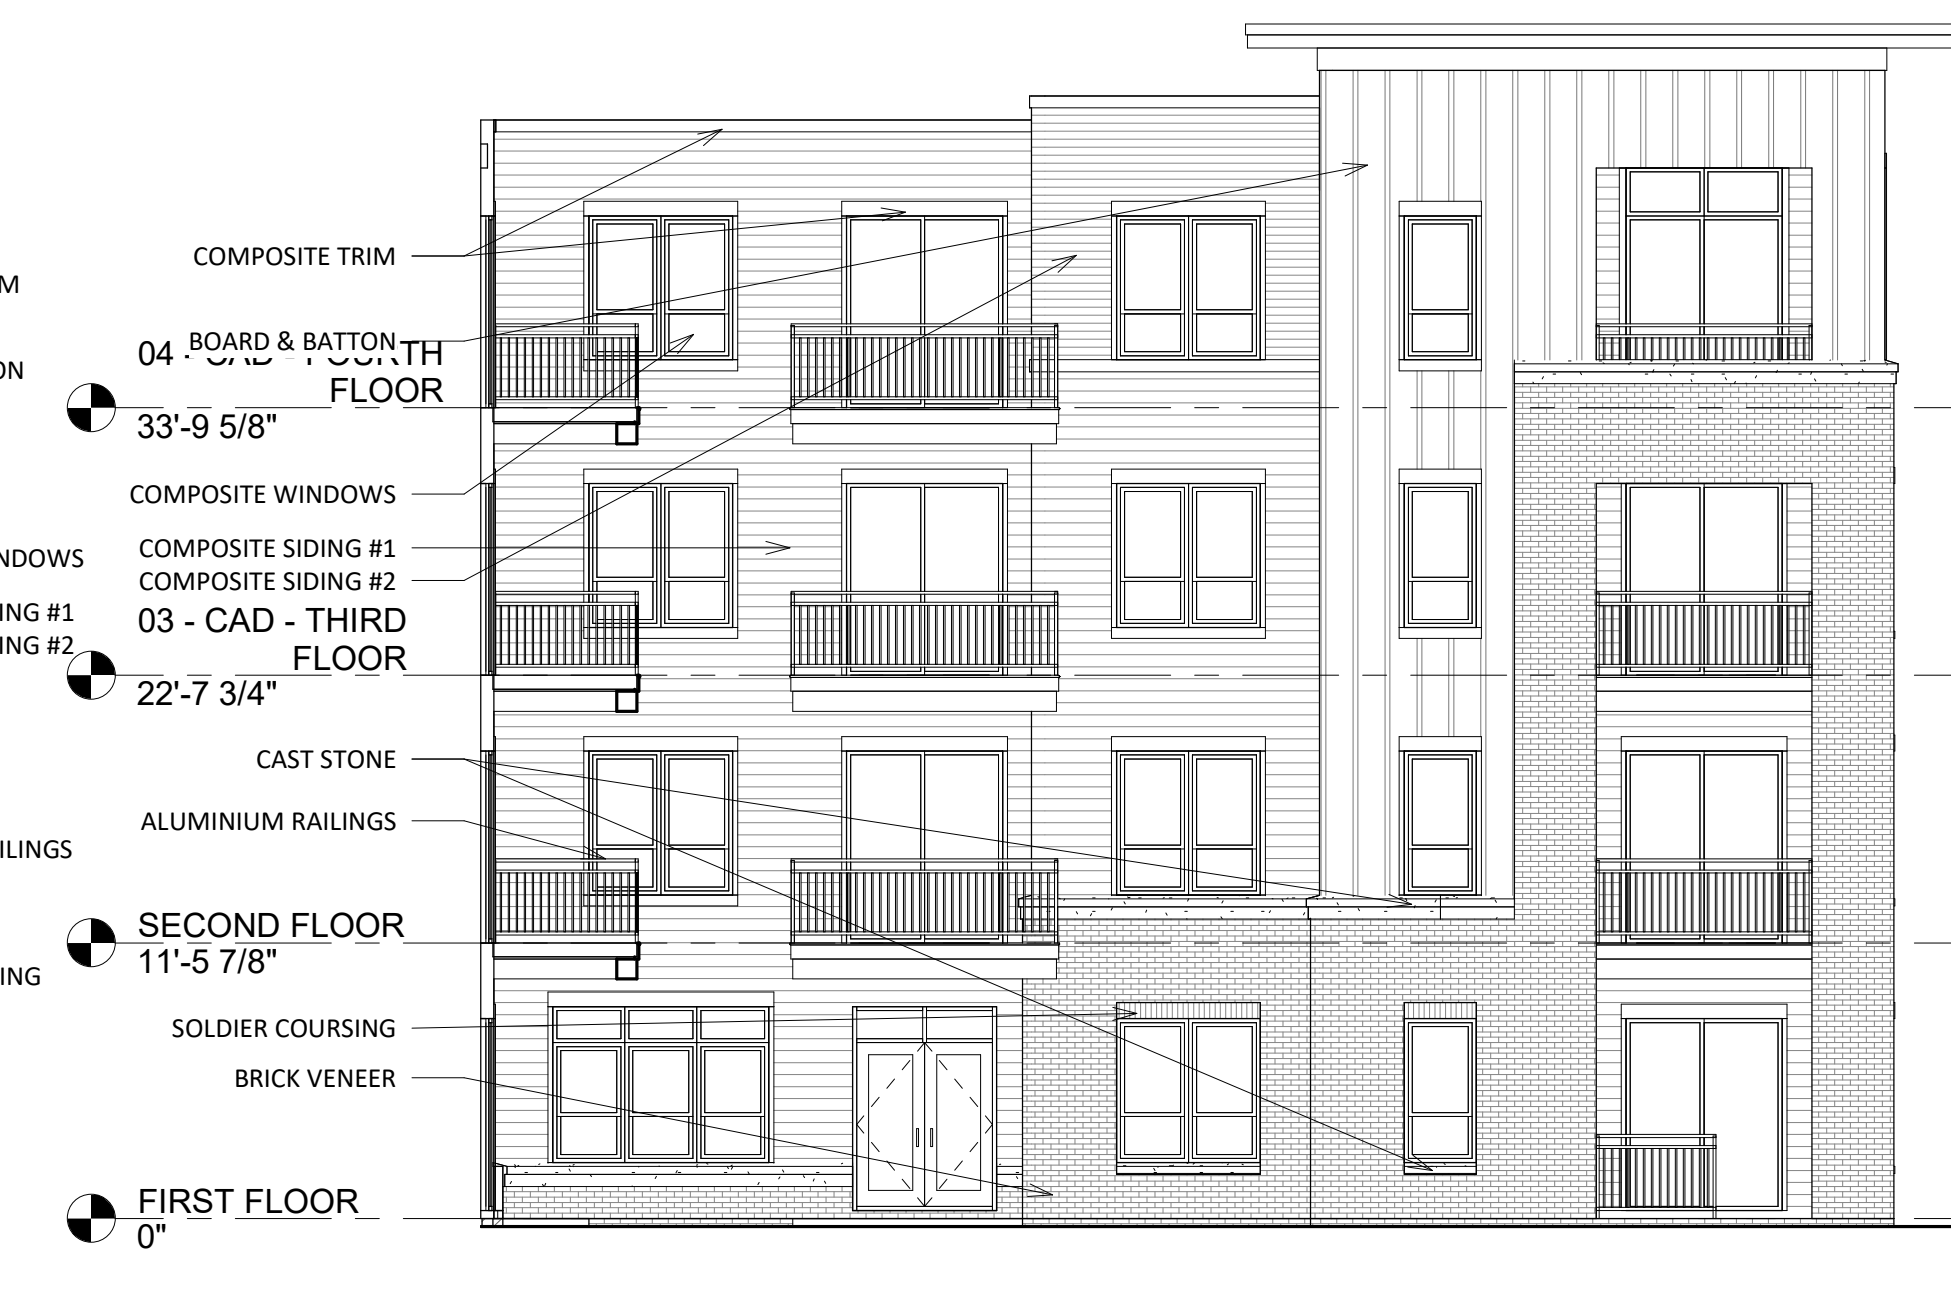 COMPOSITE TRIM
M
BOARD & BATTON
04 - CAD - FOURTH
FLOOR
ON
33'-9 5/8"
COMPOSITE WINDOWS
COMPOSITE SIDING #1
NDOWS
COMPOSITE SIDING #2
ING #1
03 - CAD - THIRD
ING #2
FLOOR
22'-7 3/4"
CAST STONE
ALUMINIUM RAILINGS
ILINGS
SECOND FLOOR
11'-5 7/8"
ING
SOLDIER COURSING
BRICK VENEER
FIRST FLOOR
0"